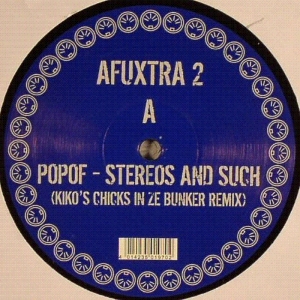 AFUXTRA 2
A
POPOF - STEREOS AND SUCH
(KIKO'S CHICKS IN ZE BUNKER REMIX)